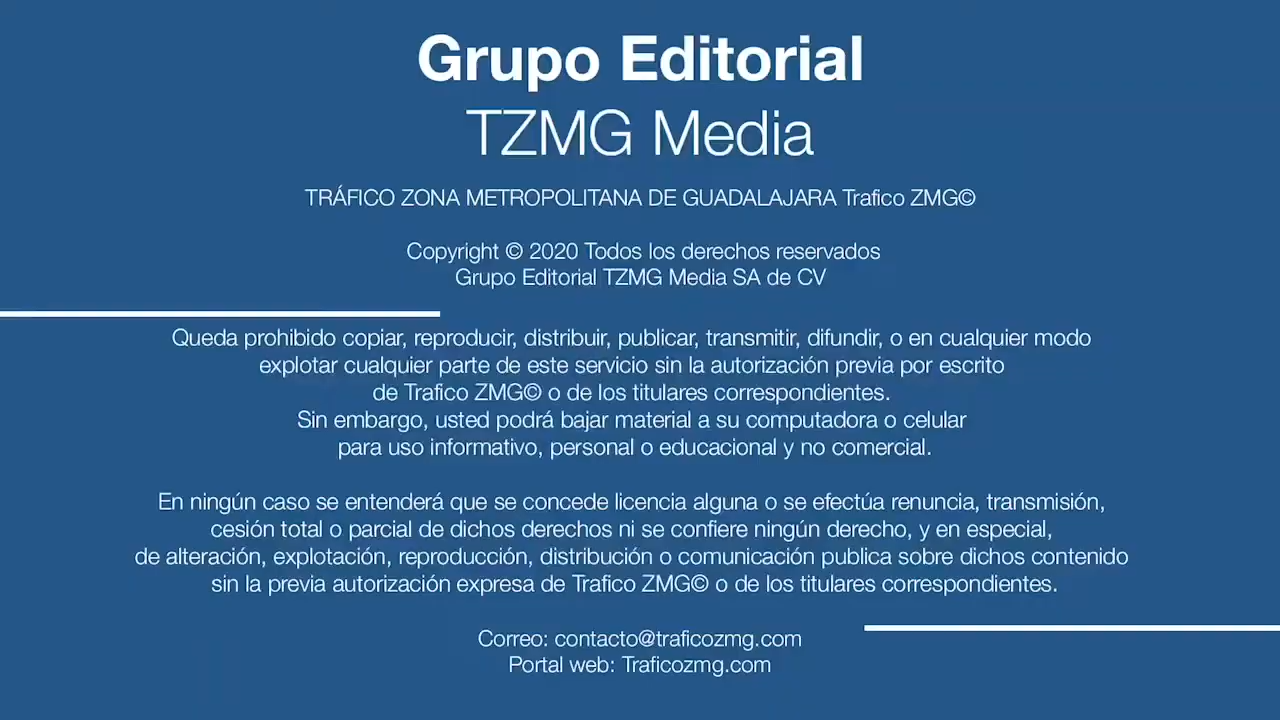 Grupo Editorial
TZMG Media
TRÁFICO ZONA METROPOLITANA DE GUADALAJARA Trafico ZMG©
Copyright © 2020 Todos los derechos reservados
Grupo Editorial TZMG Media SA de CV
Queda prohibido copiar, reproducir, distribuir, publicar, transmitir, difundir, o en cualquier modo
explotar cualquier parte de este servicio sin la autorización previa por escrito
de Trafico ZMG© o de los titulares correspondientes.
Sin embargo, usted podrá bajar material a su computadora o celular
para uso informativo, personal o educacional y no comercial.
En ningún caso se entenderá que se concede licencia alguna o se efectúa renuncia, transmisión,
cesión total o parcial de dichos derechos ni se confiere ningún derecho, y en especial,
de alteración, explotación, reproducción, distribución o comunicación publica sobre dichos contenido
sin la previa autorización expresa de Trafico ZMG© o de los titulares correspondientes.
Correo: contacto@traficozmg.com
Portal web: Traficozmg.com